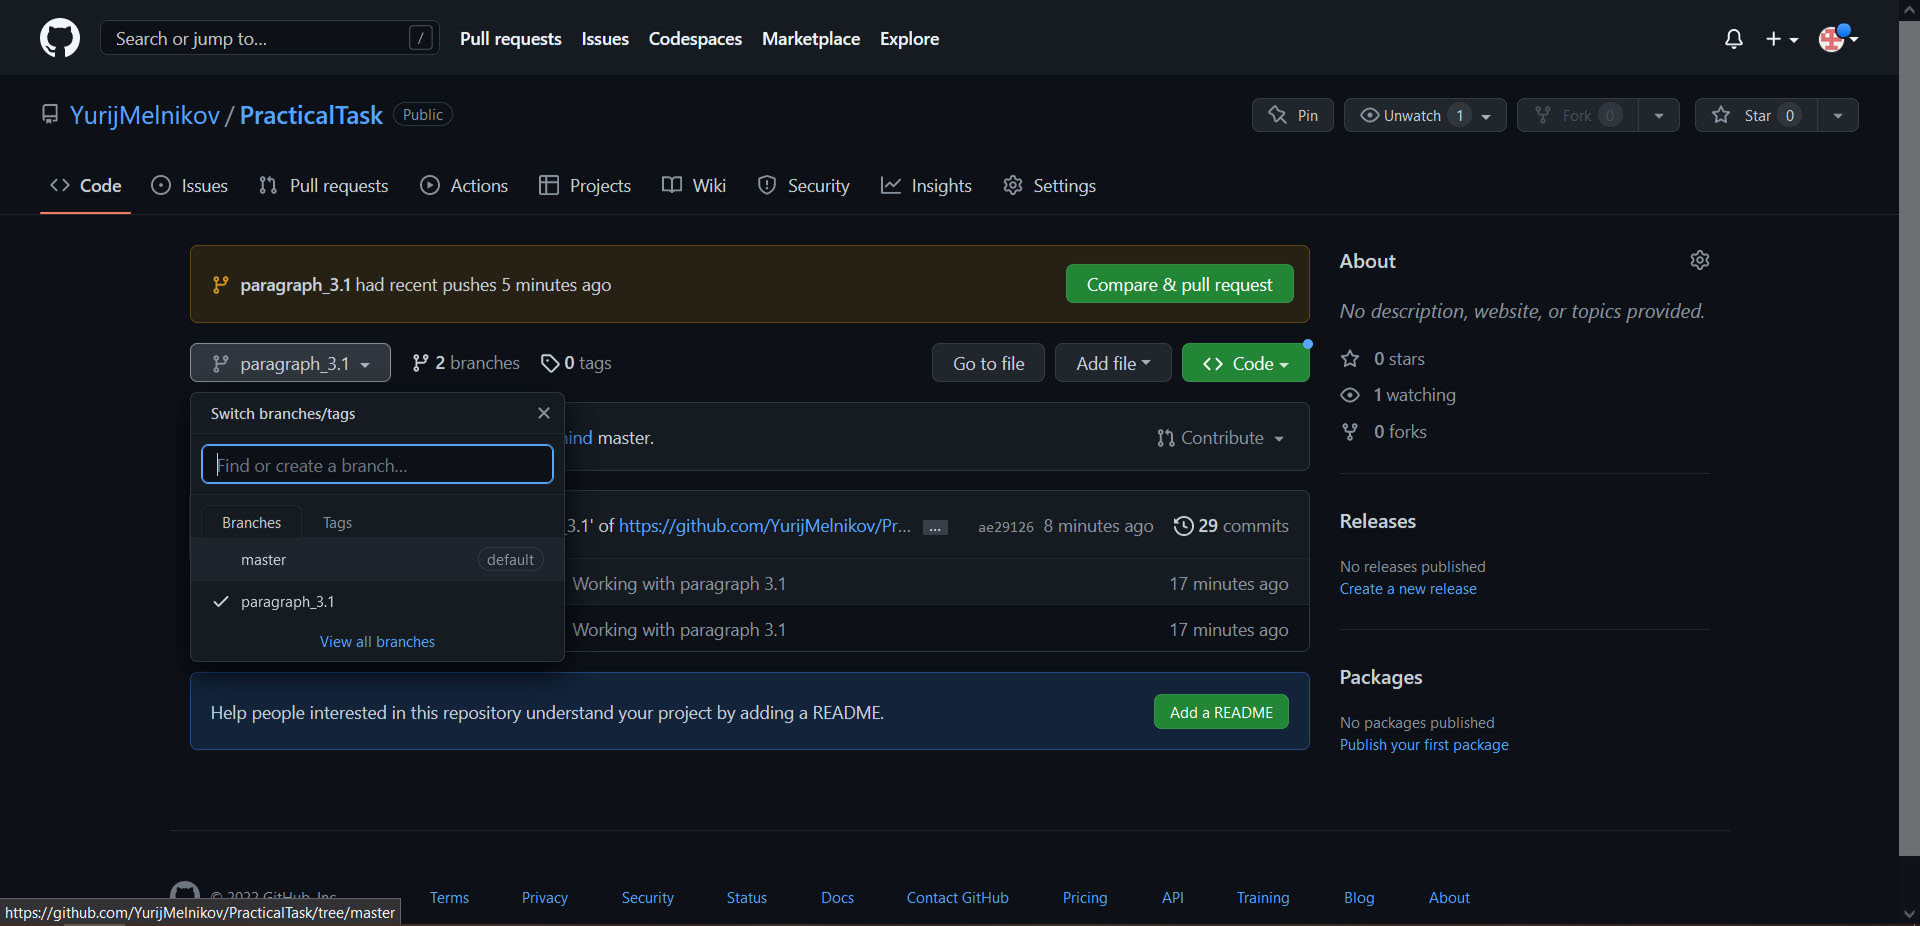 Search or jump to... /
Pull requests Issues Codespaces Marketplace Explore
YurijMelnikov / PracticalTask Public
Pin Unwatch 1 Fork 0 Star 0
Code Issues Pull requests Actions Projects Wiki Security Insights Settings
paragraph_3.1 had recent pushes 5 minutes ago
Compare & pull request
paragraph_3.1 2 branches 0 tags
Go to file Add file Code
Switch branches/tags
Find or create a branch...
Branches Tags
master default
paragraph_3.1
View all branches
master.
Contribute
3.1' of https://github.com/YurijMelnikov/Pr... ... ae29126 8 minutes ago 29 commits
Working with paragraph 3.1 17 minutes ago
Working with paragraph 3.1 17 minutes ago
Help people interested in this repository understand your project by adding a README.
Add a README
About
No description, website, or topics provided.
0 stars
1 watching
0 forks
Releases
No releases published
Create a new release
Packages
No packages published
Publish your first package
© 2022 GitHub, Inc.
Terms Privacy Security Status Docs Contact GitHub Pricing API Training Blog About
https://github.com/YurijMelnikov/PracticalTask/tree/master